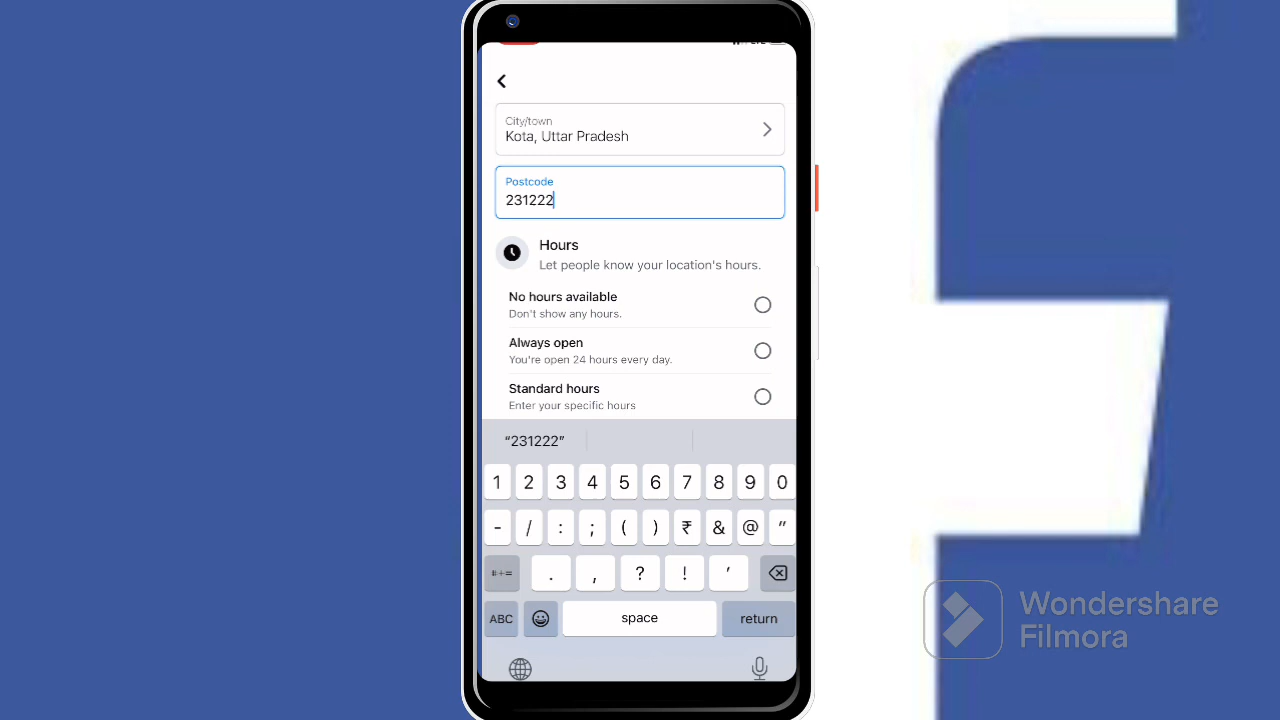 City/town
Kota, Uttar Pradesh
Postcode
231222
Hours
Let people know your location's hours.
No hours available
Don't show any hours.
Always open
You're open 24 hours every day.
Standard hours
Enter your specific hours
“231222”
1 2 3 4 5 6 7 8 9 0
- / : ; ( ) ₹ & @ "
#+= . , ? ! '
ABC space return
Wondershare
Filmora